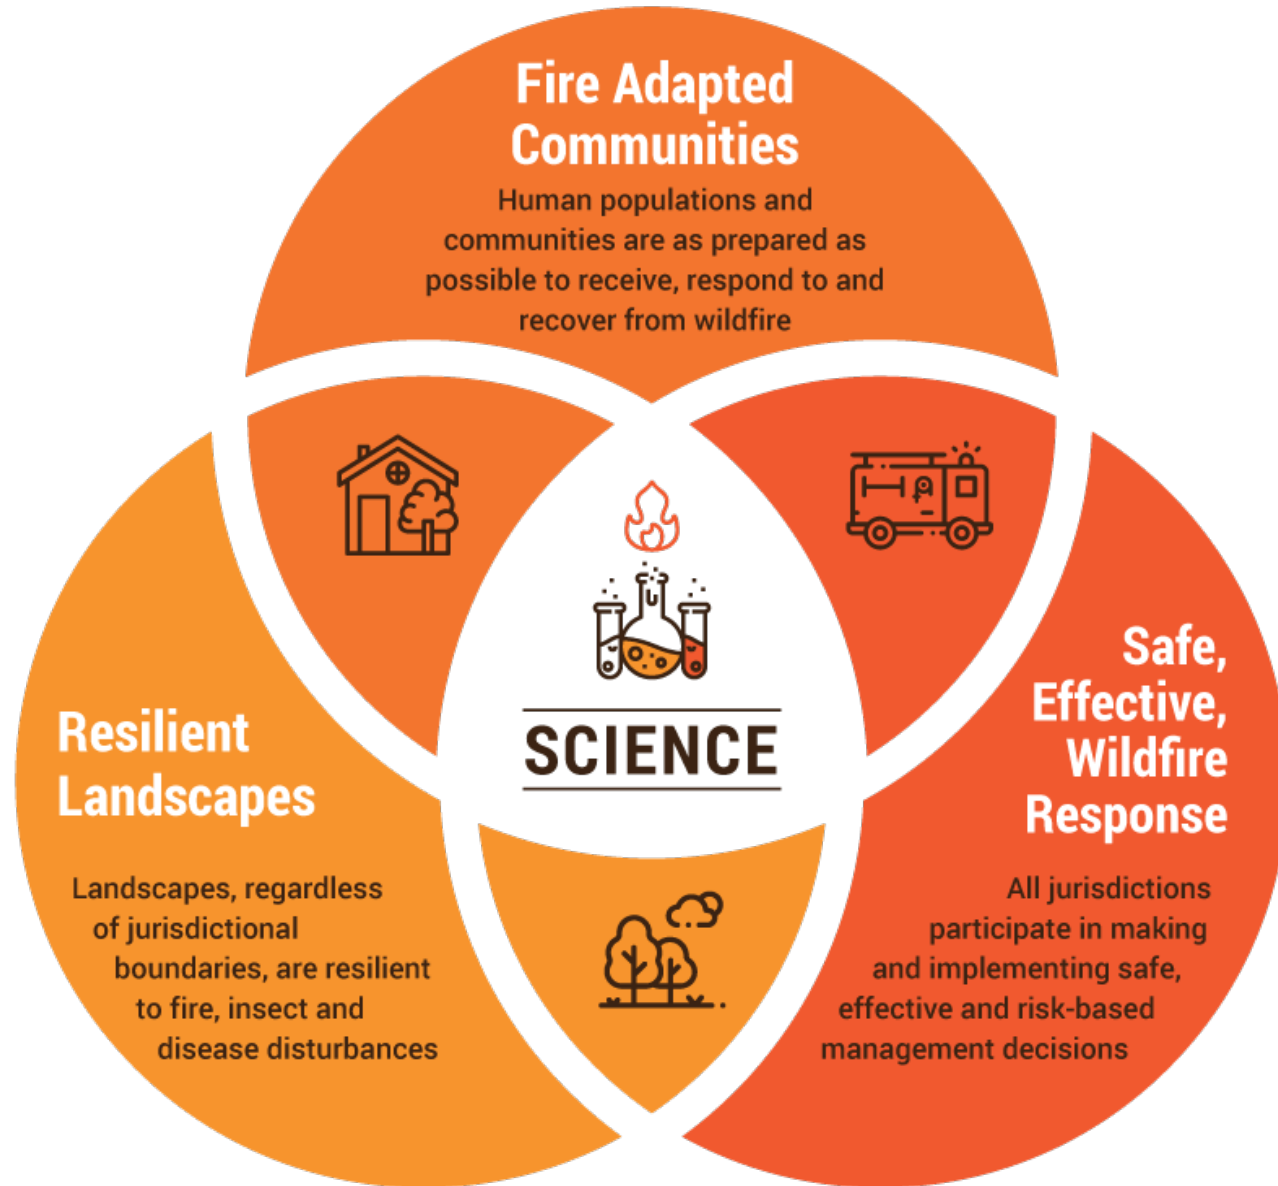 Fire Adapted
Communities
Human populations and
communities are as prepared as
possible to receive, respond to and
recover from wildfire
SCIENCE
Resilient
Landscapes
Landscapes, regardless
of jurisdictional
boundaries, are resilient
to fire, insect and
disease disturbances
Safe,
Effective,
Wildfire
Response
All jurisdictions
participate in making
and implementing safe,
effective and risk-based
management decisions